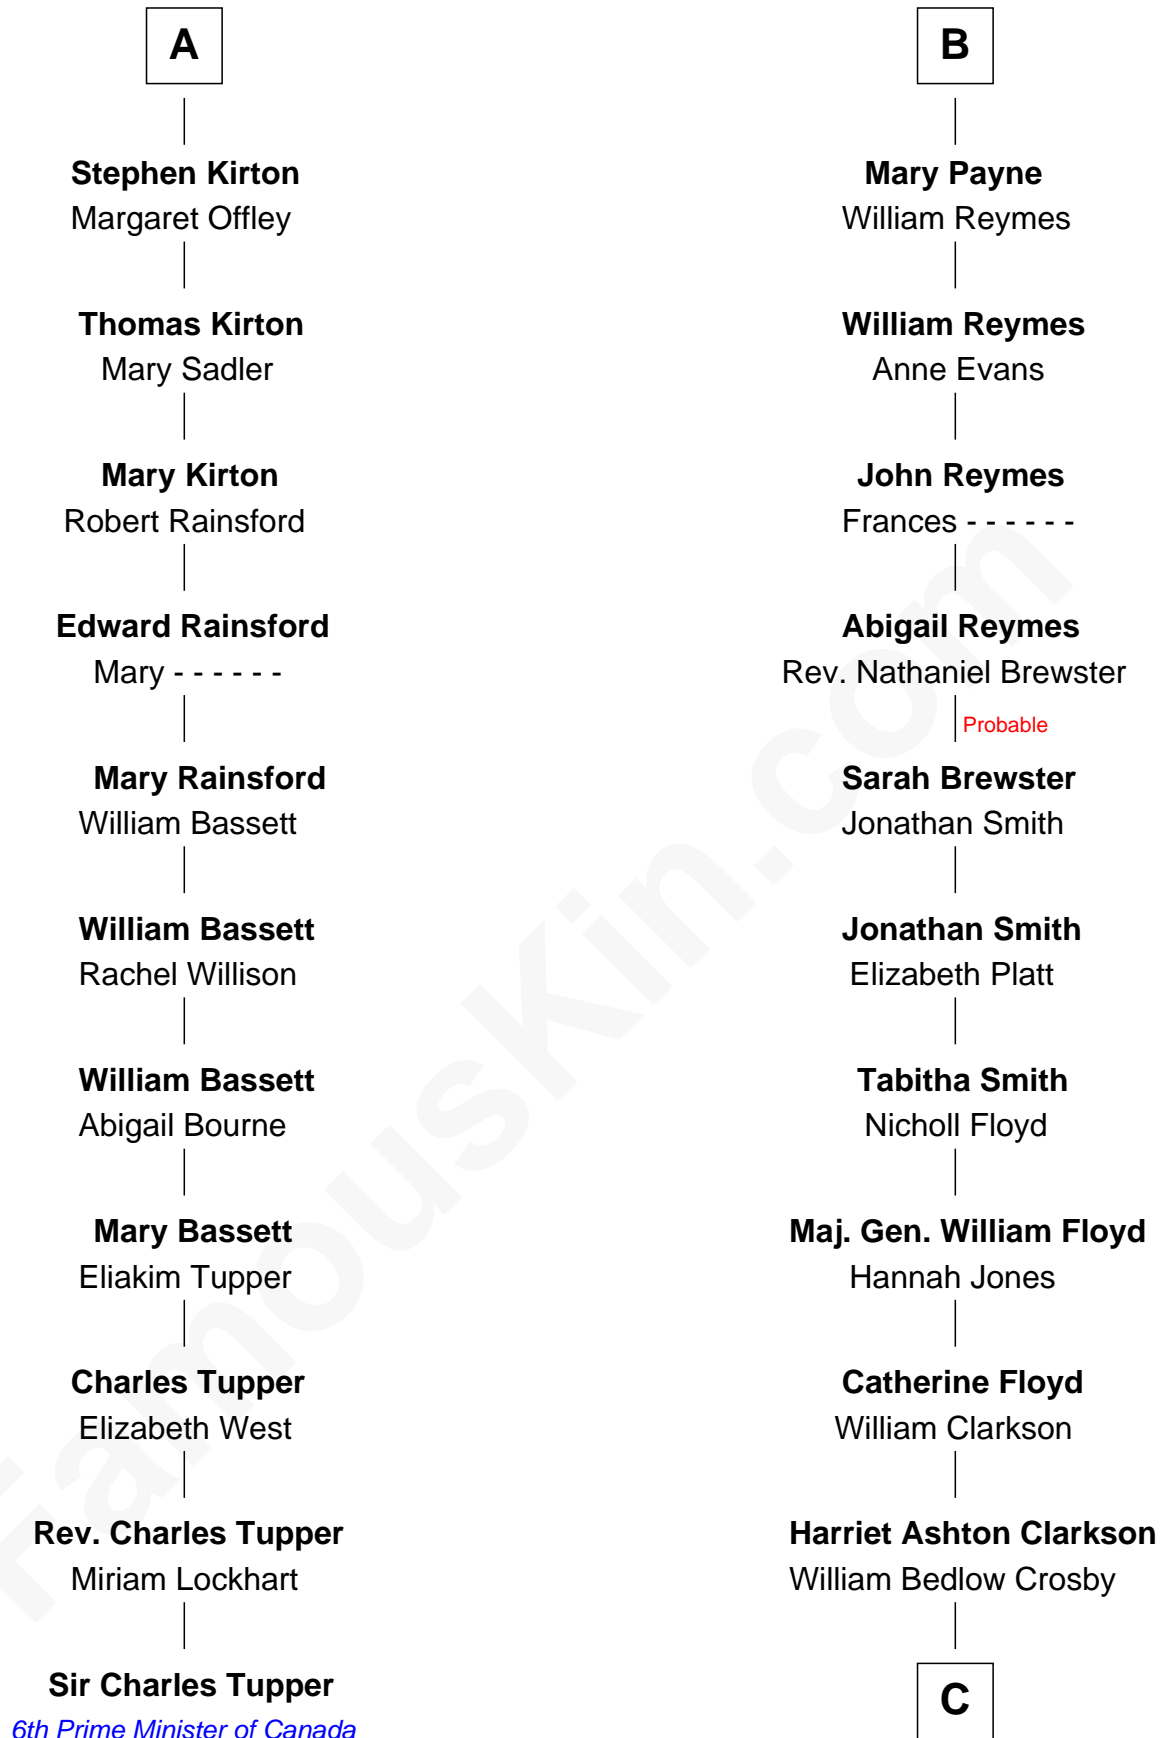 A
Stephen Kirton
Margaret Offley
Thomas Kirton
Mary Sadler
Mary Kirton
Robert Rainsford
Edward Rainsford
Mary - - - - - -
Mary Rainsford
William Bassett
William Bassett
Rachel Willison
William Bassett
Abigail Bourne
Mary Bassett
Eliakim Tupper
Charles Tupper
Elizabeth West
Rev. Charles Tupper
Miriam Lockhart
Sir Charles Tupper
6th Prime Minister of Canada
B
Mary Payne
William Reymes
William Reymes
Anne Evans
John Reymes
Frances - - - - - -
Abigail Reymes
Rev. Nathaniel Brewster
Probable
Sarah Brewster
Jonathan Smith
Jonathan Smith
Elizabeth Platt
Tabitha Smith
Nicholl Floyd
Maj. Gen. William Floyd
Hannah Jones
Catherine Floyd
William Clarkson
Harriet Ashton Clarkson
William Bedlow Crosby
C
FamousKin.com